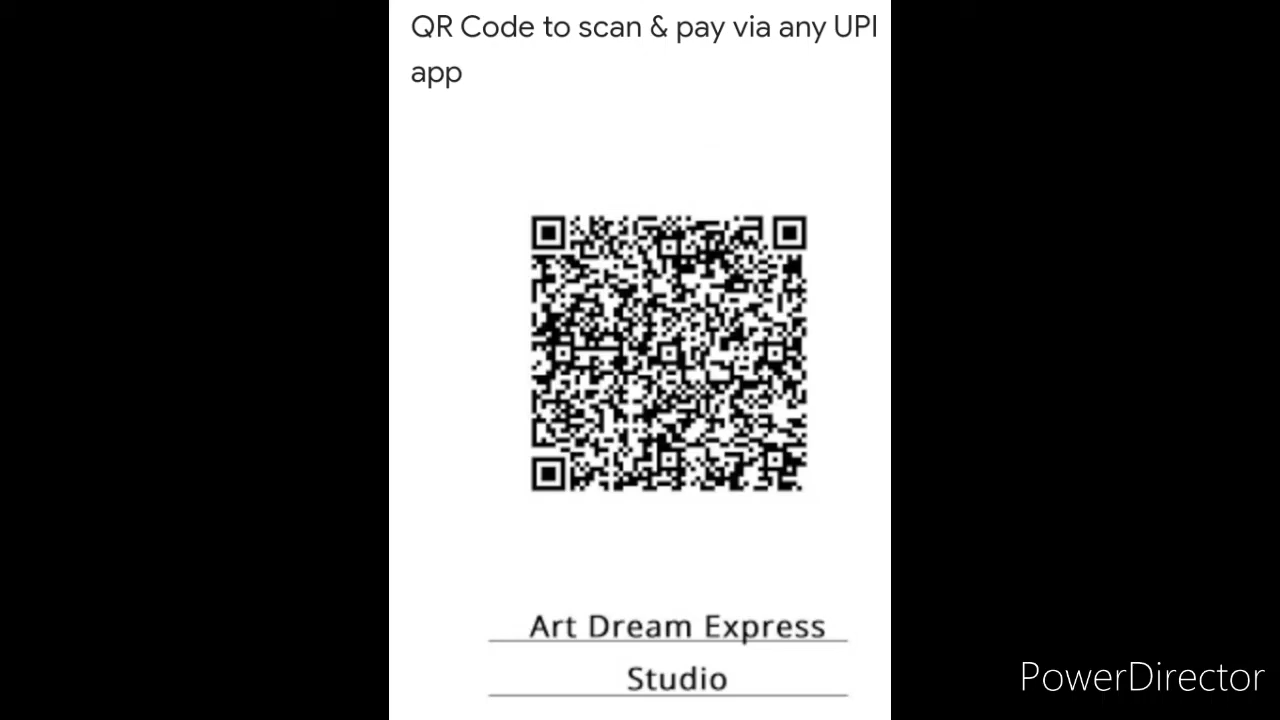 QR Code to scan & pay via any UPI
app
Art Dream Express
Studio
PowerDirector